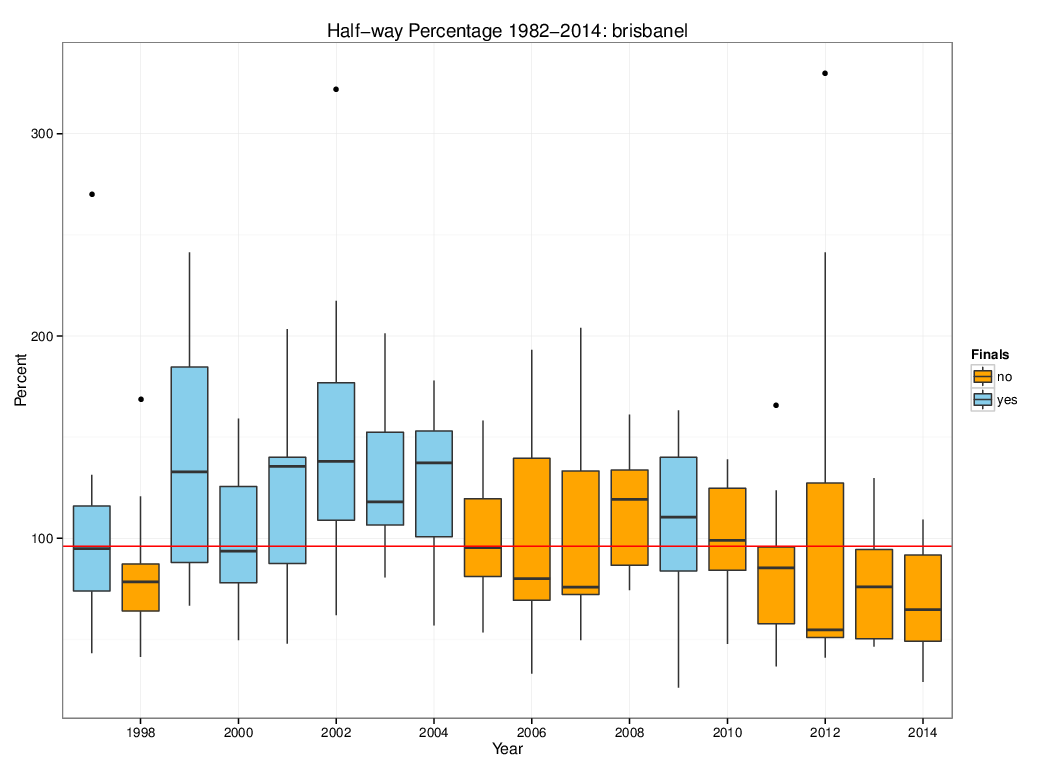 Half−way Percentage 1982−2014: brisbanel
Percent
300
200
100
1998 2000 2002 2004 2006 2008 2010 2012 2014
Year
Finals
no
yes